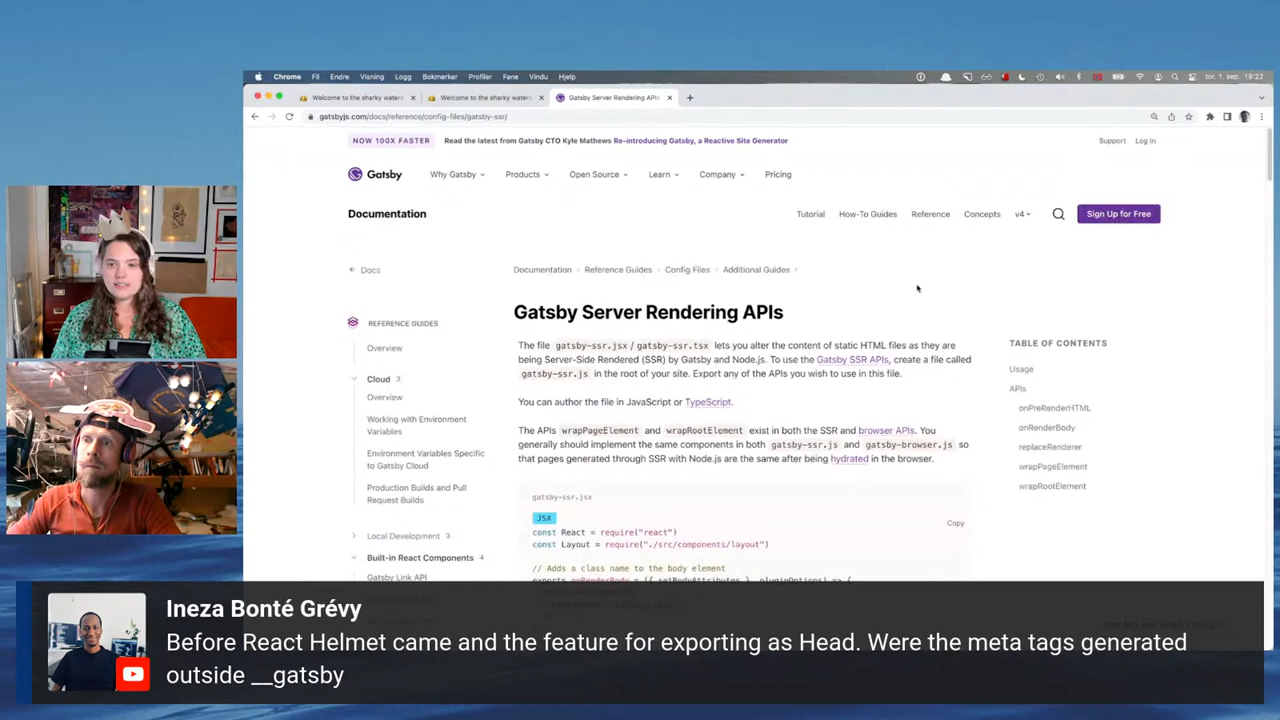 Chrome Fil Endre Visning Logg Bokmerker Profiler Fane Vindu Hjelp tor. 1. sep. 19:22
Welcome to the sharky waters Welcome to the sharky waters Gatsby Server Rendering APIs
gatsbyjs.com/docs/reference/config-files/gatsby-ssr/
NOW 100X FASTER Read the latest from Gatsby CTO Kyle Mathews Re-introducing Gatsby, a Reactive Site Generator Support Log In
Gatsby Why Gatsby Products Open Source Learn Company Pricing
Documentation Tutorial How-To Guides Reference Concepts v4 Sign Up for Free
Docs
Documentation Reference Guides Config Files Additional Guides
REFERENCE GUIDES
Overview
Cloud 3
Overview
Working with Environment
Variables
Environment Variables Specific
to Gatsby Cloud
Production Builds and Pull
Request Builds
Local Development 3
Built-in React Components 4
Gatsby Link API
Gatsby Server Rendering APIs
The file gatsby-ssr.jsx / gatsby-ssr.tsx lets you alter the content of static HTML files as they are
being Server-Side Rendered (SSR) by Gatsby and Node.js. To use the Gatsby SSR APIs, create a file called
gatsby-ssr.js in the root of your site. Export any of the APIs you wish to use in this file.
You can author the file in JavaScript or TypeScript.
The APIs wrapPageElement and wrapRootElement exist in both the SSR and browser APIs. You
generally should implement the same components in both gatsby-ssr.js and gatsby-browser.js so
that pages generated through SSR with Node.js are the same after being hydrated in the browser.
gatsby-ssr.jsx
JSX
Copy
const React = require("react")
const Layout = require("./src/components/layout")
// Adds a class name to the body element
exports.onRenderBody = ({ setBodyAttributes }, pluginOptions) => {
TABLE OF CONTENTS
Usage
APIs
onPreRenderHTML
onRenderBody
replaceRenderer
wrapPageElement
wrapRootElement
Ineza Bonté Grévy
Before React Helmet came and the feature for exporting as Head. Were the meta tags generated
outside __gatsby